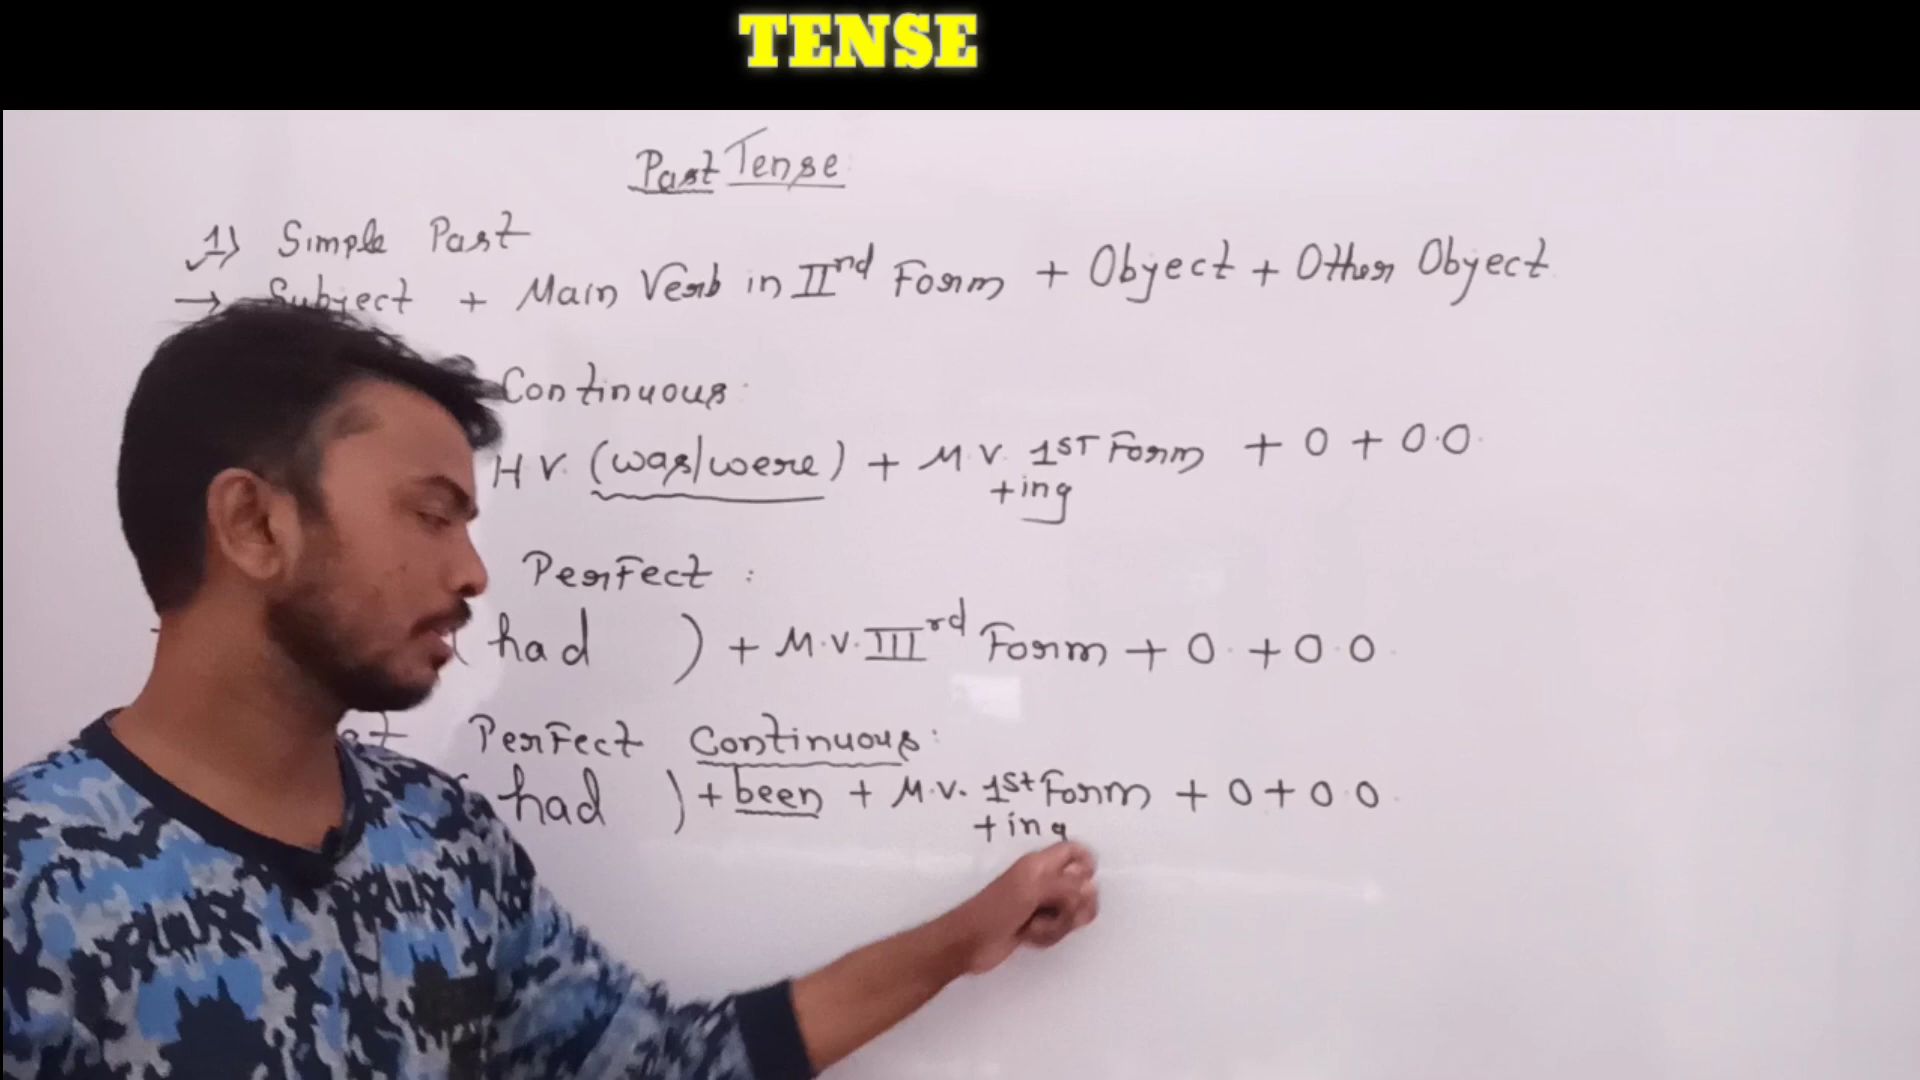 TENSE
Past Tense
1) Simple Past
→ Subject + Main Verb in IInd Form + Object + Other Object
Continuous:
H V. (was/were) + M V. 1ST Form + O + O.O.
+ing
Perfect :
( had ) + M.V. IIIrd Form + O. + O.O.
Perfect Continuous:
( had ) + been + M.V. 1st Form + O + O.O.
+ing